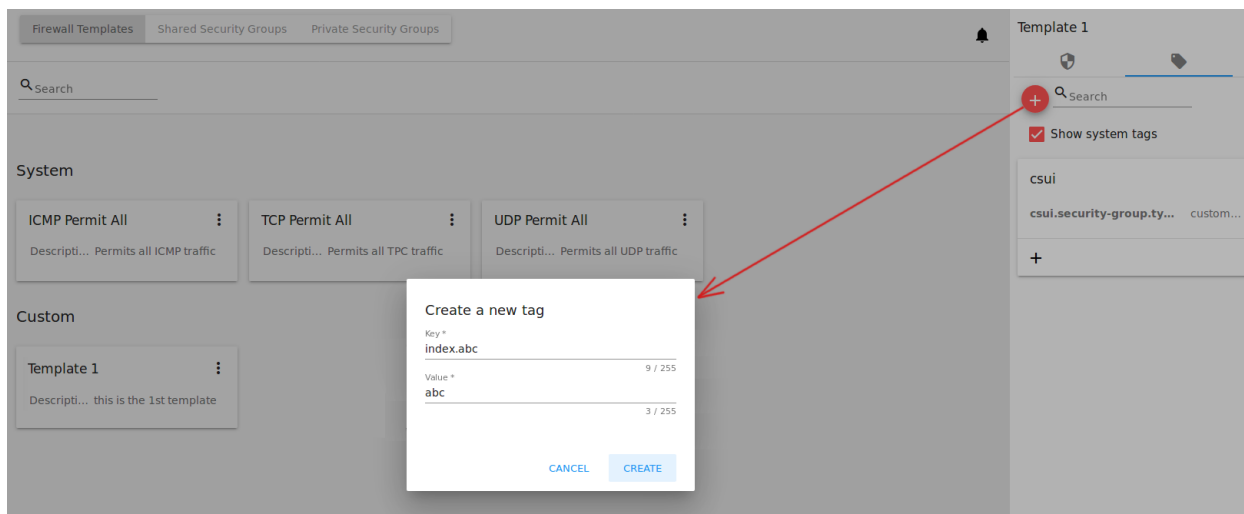 Firewall Templates Shared Security Groups Private Security Groups
Search
System
ICMP Permit All
Descripti... Permits all ICMP traffic
TCP Permit All
Descripti... Permits all TPC traffic
UDP Permit All
Descripti... Permits all UDP traffic
Custom
Template 1
Descripti... this is the 1st template
Create a new tag
Key *
index.abc
9 / 255
Value *
abc
3 / 255
CANCEL CREATE
Template 1
Search
Show system tags
csui
csui.security-group.ty... custom...
+